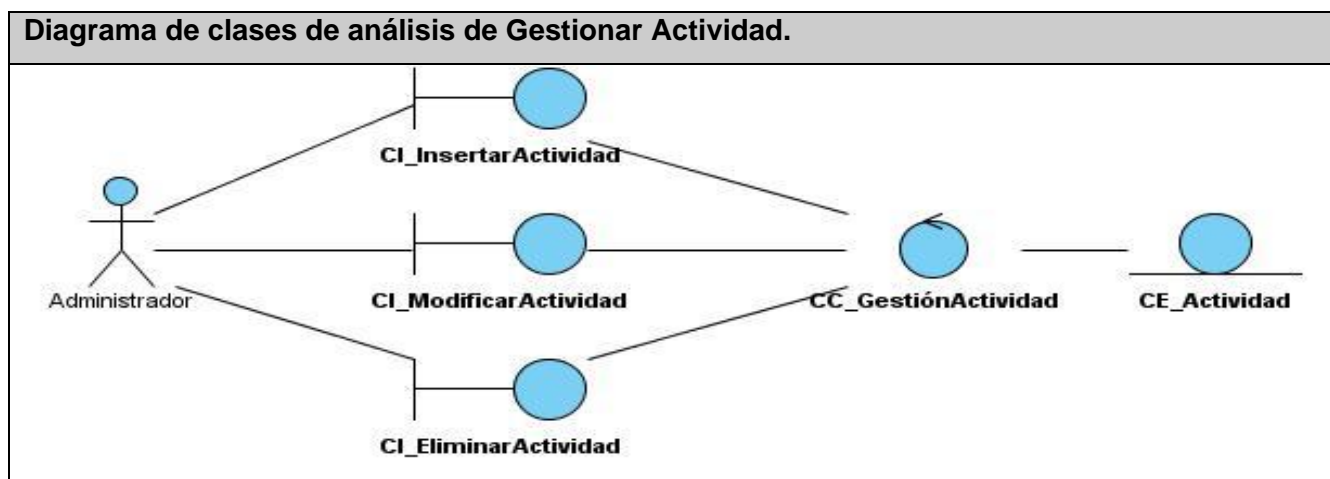 Diagrama de clases de análisis de Gestionar Actividad.
CI_InsertarActividad
Administrador
CI_ModificarActividad
CC_GestiónActividad
CE_Actividad
CI_EliminarActividad